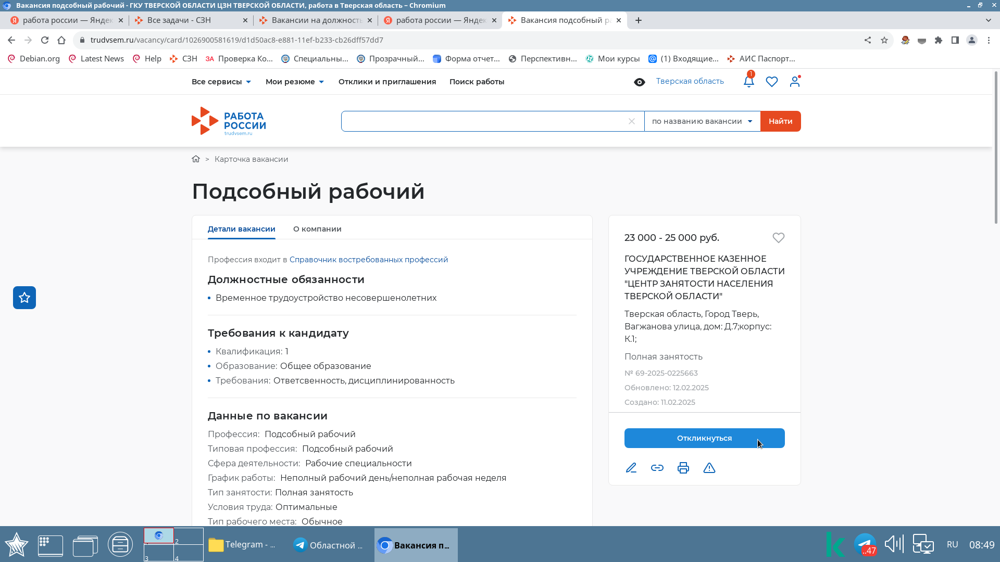 Вакансия подсобный рабочий - ГКУ ТВЕРСКОЙ ОБЛАСТИ ЦЗН ТВЕРСКОЙ ОБЛАСТИ, работа в Тверская область – Chromium
работа россии — Яндек
Все задачи - СЗН
Вакансии на должность
работа россии — Яндек
Вакансия подсобный ра
trudvsem.ru/vacancy/card/1026900581619/d1d50ac8-e881-11ef-b233-cb26dff57dd7
Debian.org
Latest News
Help
СЗН
ЗА Проверка Ко...
Специальны...
Прозрачный...
Форма отчет...
Перспективн...
Мои курсы
(1) Входящие...
АИС Паспорт...
Все сервисы
Мои резюме
Отклики и приглашения
Поиск работы
Тверская область
1
РАБОТА
РОССИИ
trudvsem.ru
по названию вакансии
Найти
> Карточка вакансии
Подсобный рабочий
Детали вакансии
О компании
Профессия входит в Справочник востребованных профессий
Должностные обязанности
Временное трудоустройство несовершенолетних
Требования к кандидату
Квалификация: 1
Образование: Общее образование
Требования: Ответсвенность, дисциплинированность
Данные по вакансии
Профессия: Подсобный рабочий
Типовая профессия: Подсобный рабочий
Сфера деятельности: Рабочие специальности
График работы: Неполный рабочий день/неполная рабочая неделя
Тип занятости: Полная занятость
Условия труда: Оптимальные
Тип рабочего места: Обычное
23 000 - 25 000 руб.
ГОСУДАРСТВЕННОЕ КАЗЕННОЕ
УЧРЕЖДЕНИЕ ТВЕРСКОЙ ОБЛАСТИ
"ЦЕНТР ЗАНЯТОСТИ НАСЕЛЕНИЯ
ТВЕРСКОЙ ОБЛАСТИ"
Тверская область, Город Тверь,
Вагжанова улица, дом: Д.7;корпус:
К.1;
Полная занятость
№ 69-2025-0225663
Обновлено: 12.02.2025
Создано: 11.02.2025
Откликнуться
2
3
4
Telegram - ...
Областной ...
Вакансия п...
..47
RU
08:49